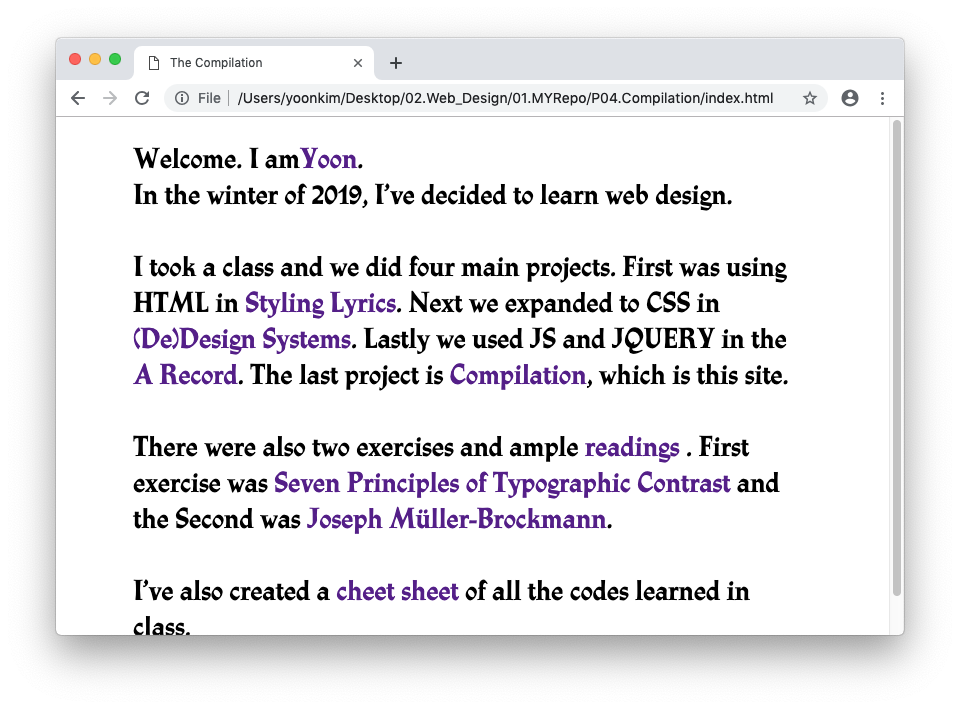 The Compilation
File
/Users/yoonkim/Desktop/02.Web_Design/01.MYRepo/P04.Compilation/index.html
Welcome. I amYoon.
In the winter of 2019, I’ve decided to learn web design.
I took a class and we did four main projects. First was using
HTML in Styling Lyrics. Next we expanded to CSS in
(De)Design Systems. Lastly we used JS and JQUERY in the
A Record. The last project is Compilation, which is this site.
There were also two exercises and ample readings . First
exercise was Seven Principles of Typographic Contrast and
the Second was Joseph Müller-Brockmann.
I’ve also created a cheet sheet of all the codes learned in
class.